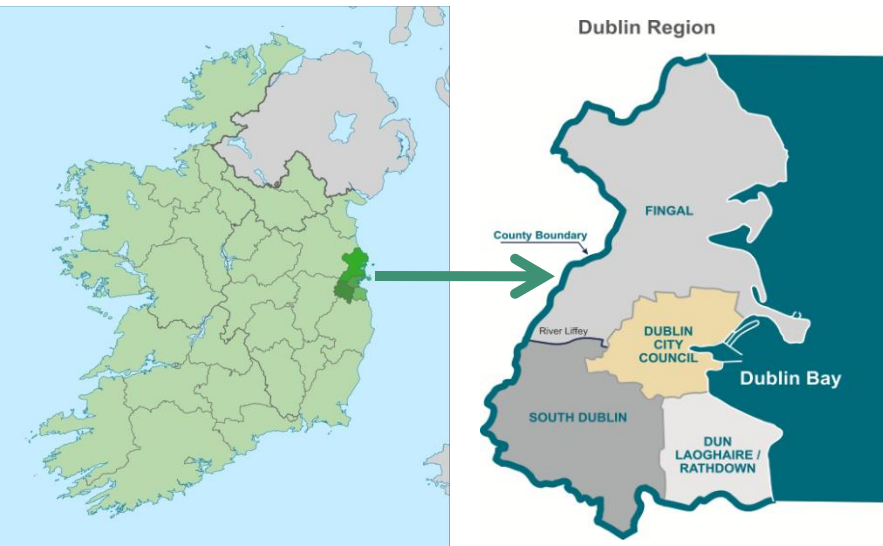 Dublin Region
FINGAL
County Boundary
River Liffey
DUBLIN
CITY
COUNCIL
Dublin Bay
SOUTH DUBLIN
DUN
LAOGHAIRE /
RATHDOWN